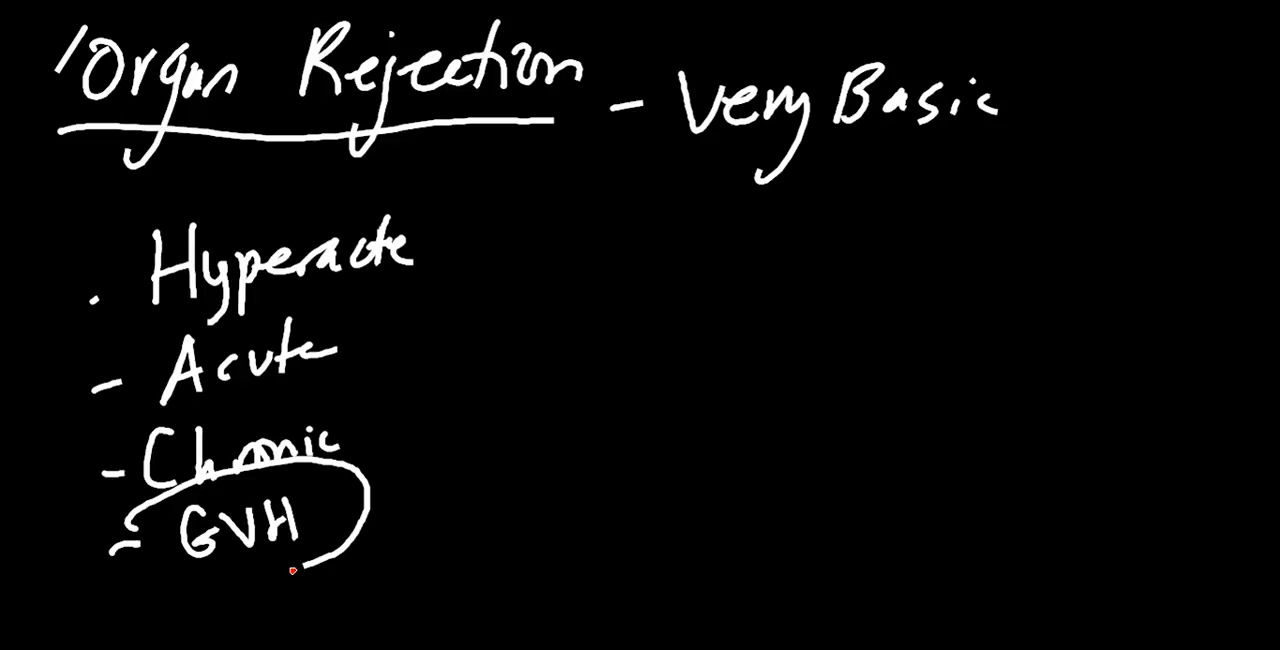 Organ Rejection - Very Basic
. Hyperacute
- Acute
- Chronic
- GVH